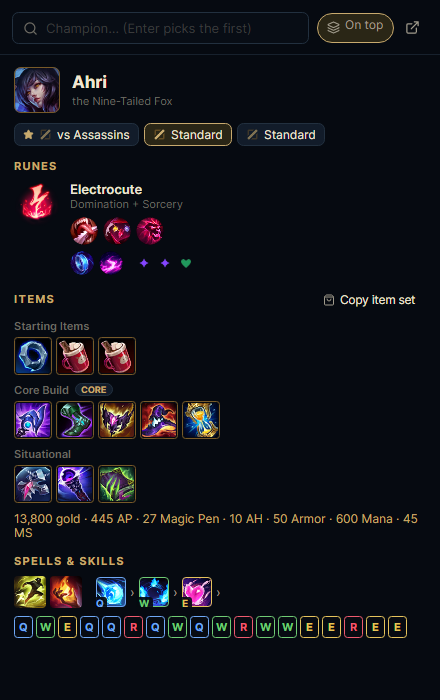 Champion... (Enter picks the first)
On top
Ahri
the Nine-Tailed Fox
vs Assassins
Standard
Standard
RUNES
Electrocute
Domination + Sorcery
ITEMS
Copy item set
Starting Items
Core Build CORE
Situational
13,800 gold · 445 AP · 27 Magic Pen · 10 AH · 50 Armor · 600 Mana · 45
MS
SPELLS & SKILLS
Q › W › E ›
Q W E Q Q R Q W Q W R W W E E R E E